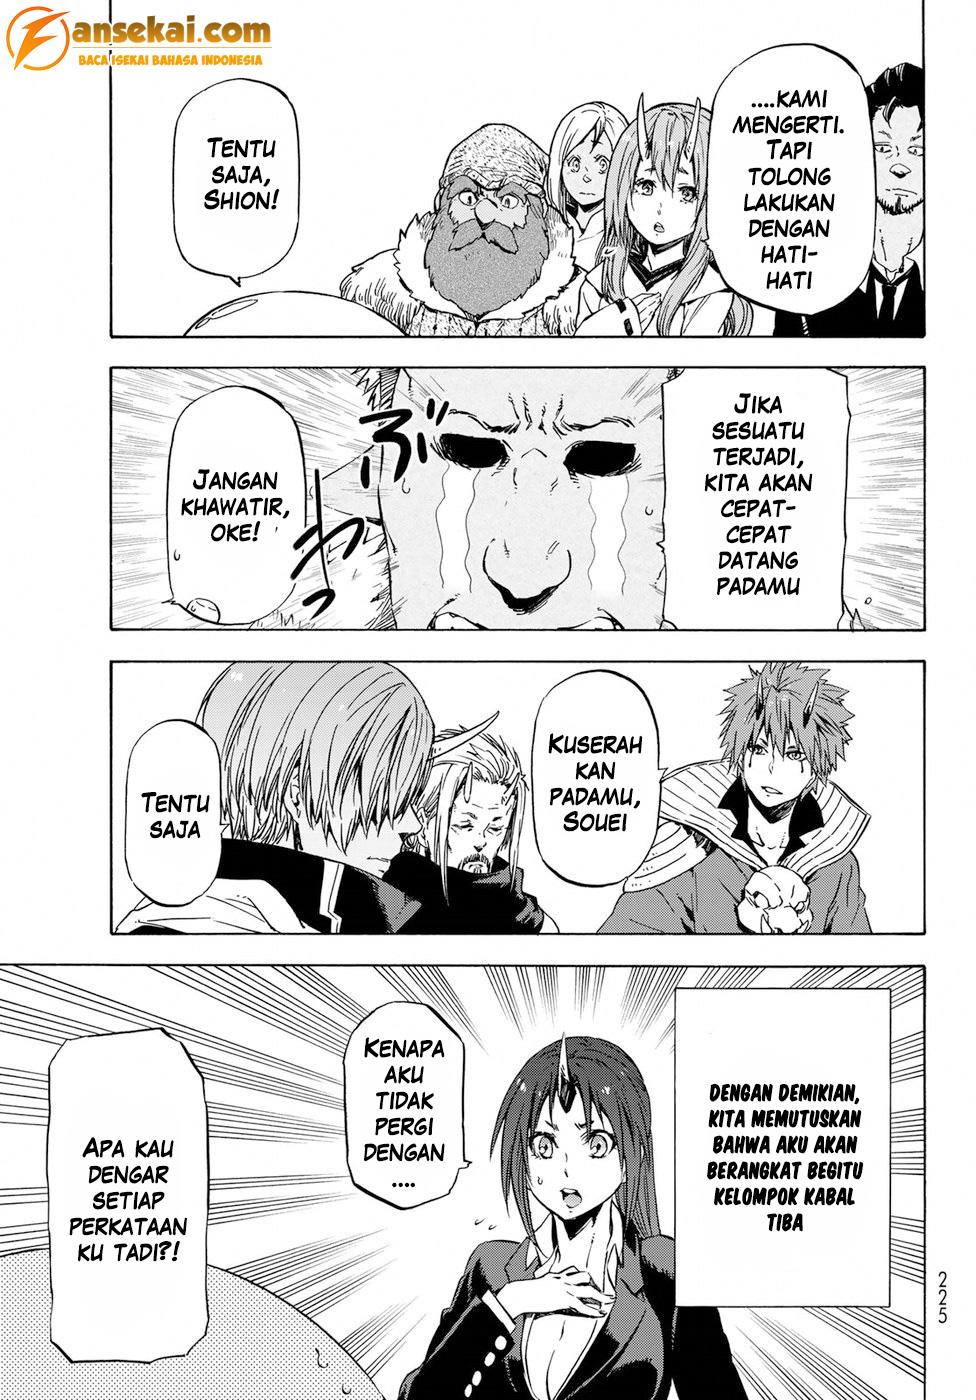 ansekai.com
BACA ISEKAI BAHASA INDONESIA
....KAMI
MENGERTI.
TAPI
TOLONG
LAKUKAN
DENGAN
HATI-
HATI
TENTU
SAJA,
SHION!
JIKA
SESUATU
TERJADI,
KITA AKAN
CEPAT-
CEPAT
DATANG
PADAMU
JANGAN
KHAWATIR,
OKE!
KUSERAH
KAN
PADAMU,
SOUEI
TENTU
SAJA
DENGAN DEMIKIAN,
KITA MEMUTUSKAN
BAHWA AKU AKAN
BERANGKAT BEGITU
KELOMPOK KABAL
TIBA
KENAPA
AKU
TIDAK
PERGI
DENGAN
....
APA KAU
DENGAR
SETIAP
PERKATAAN
KU TADI?!
225